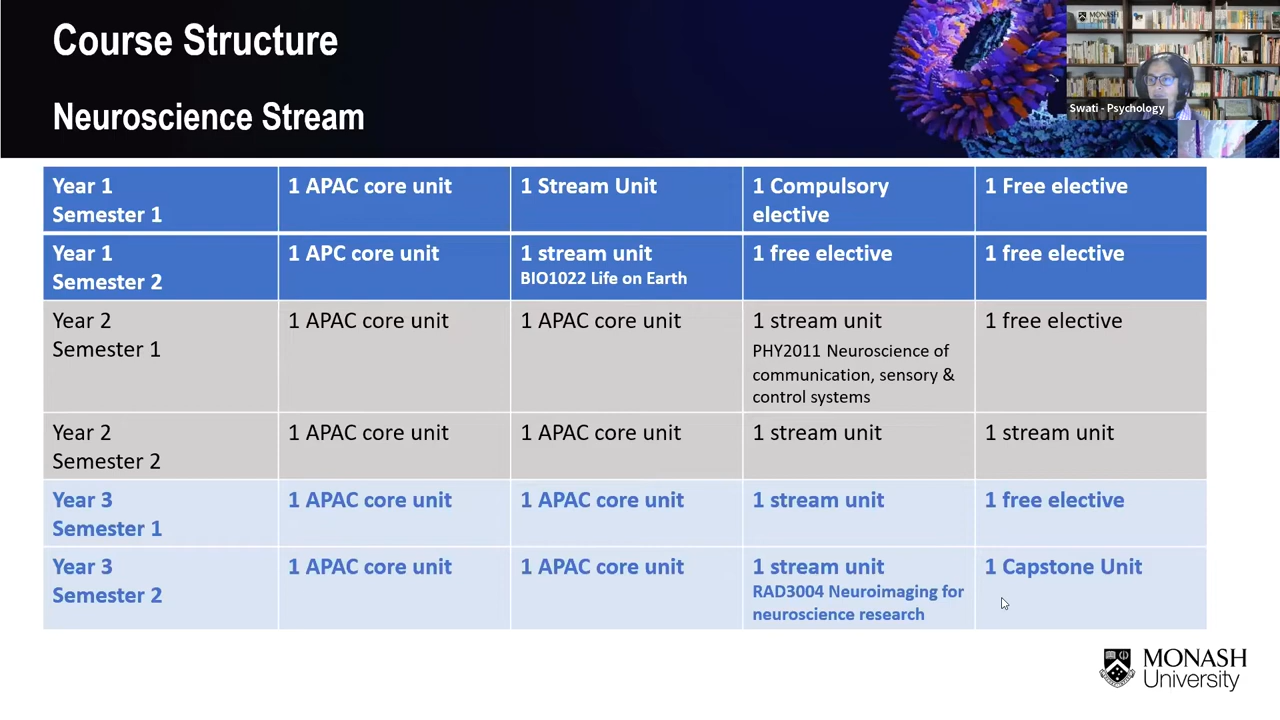 Course Structure
Neuroscience Stream
MONASH
Swati - Psychology
Year 1
Semester 1
1 APAC core unit
1 Stream Unit
1 Compulsory
elective
1 Free elective
Year 1
Semester 2
1 APC core unit
1 stream unit
BIO1022 Life on Earth
1 free elective
1 free elective
Year 2
Semester 1
1 APAC core unit
1 APAC core unit
1 stream unit
PHY2011 Neuroscience of
communication, sensory &
control systems
1 free elective
Year 2
Semester 2
1 APAC core unit
1 APAC core unit
1 stream unit
1 stream unit
Year 3
Semester 1
1 APAC core unit
1 APAC core unit
1 stream unit
1 free elective
Year 3
Semester 2
1 APAC core unit
1 APAC core unit
1 stream unit
RAD3004 Neuroimaging for
neuroscience research
1 Capstone Unit
MONASH
University